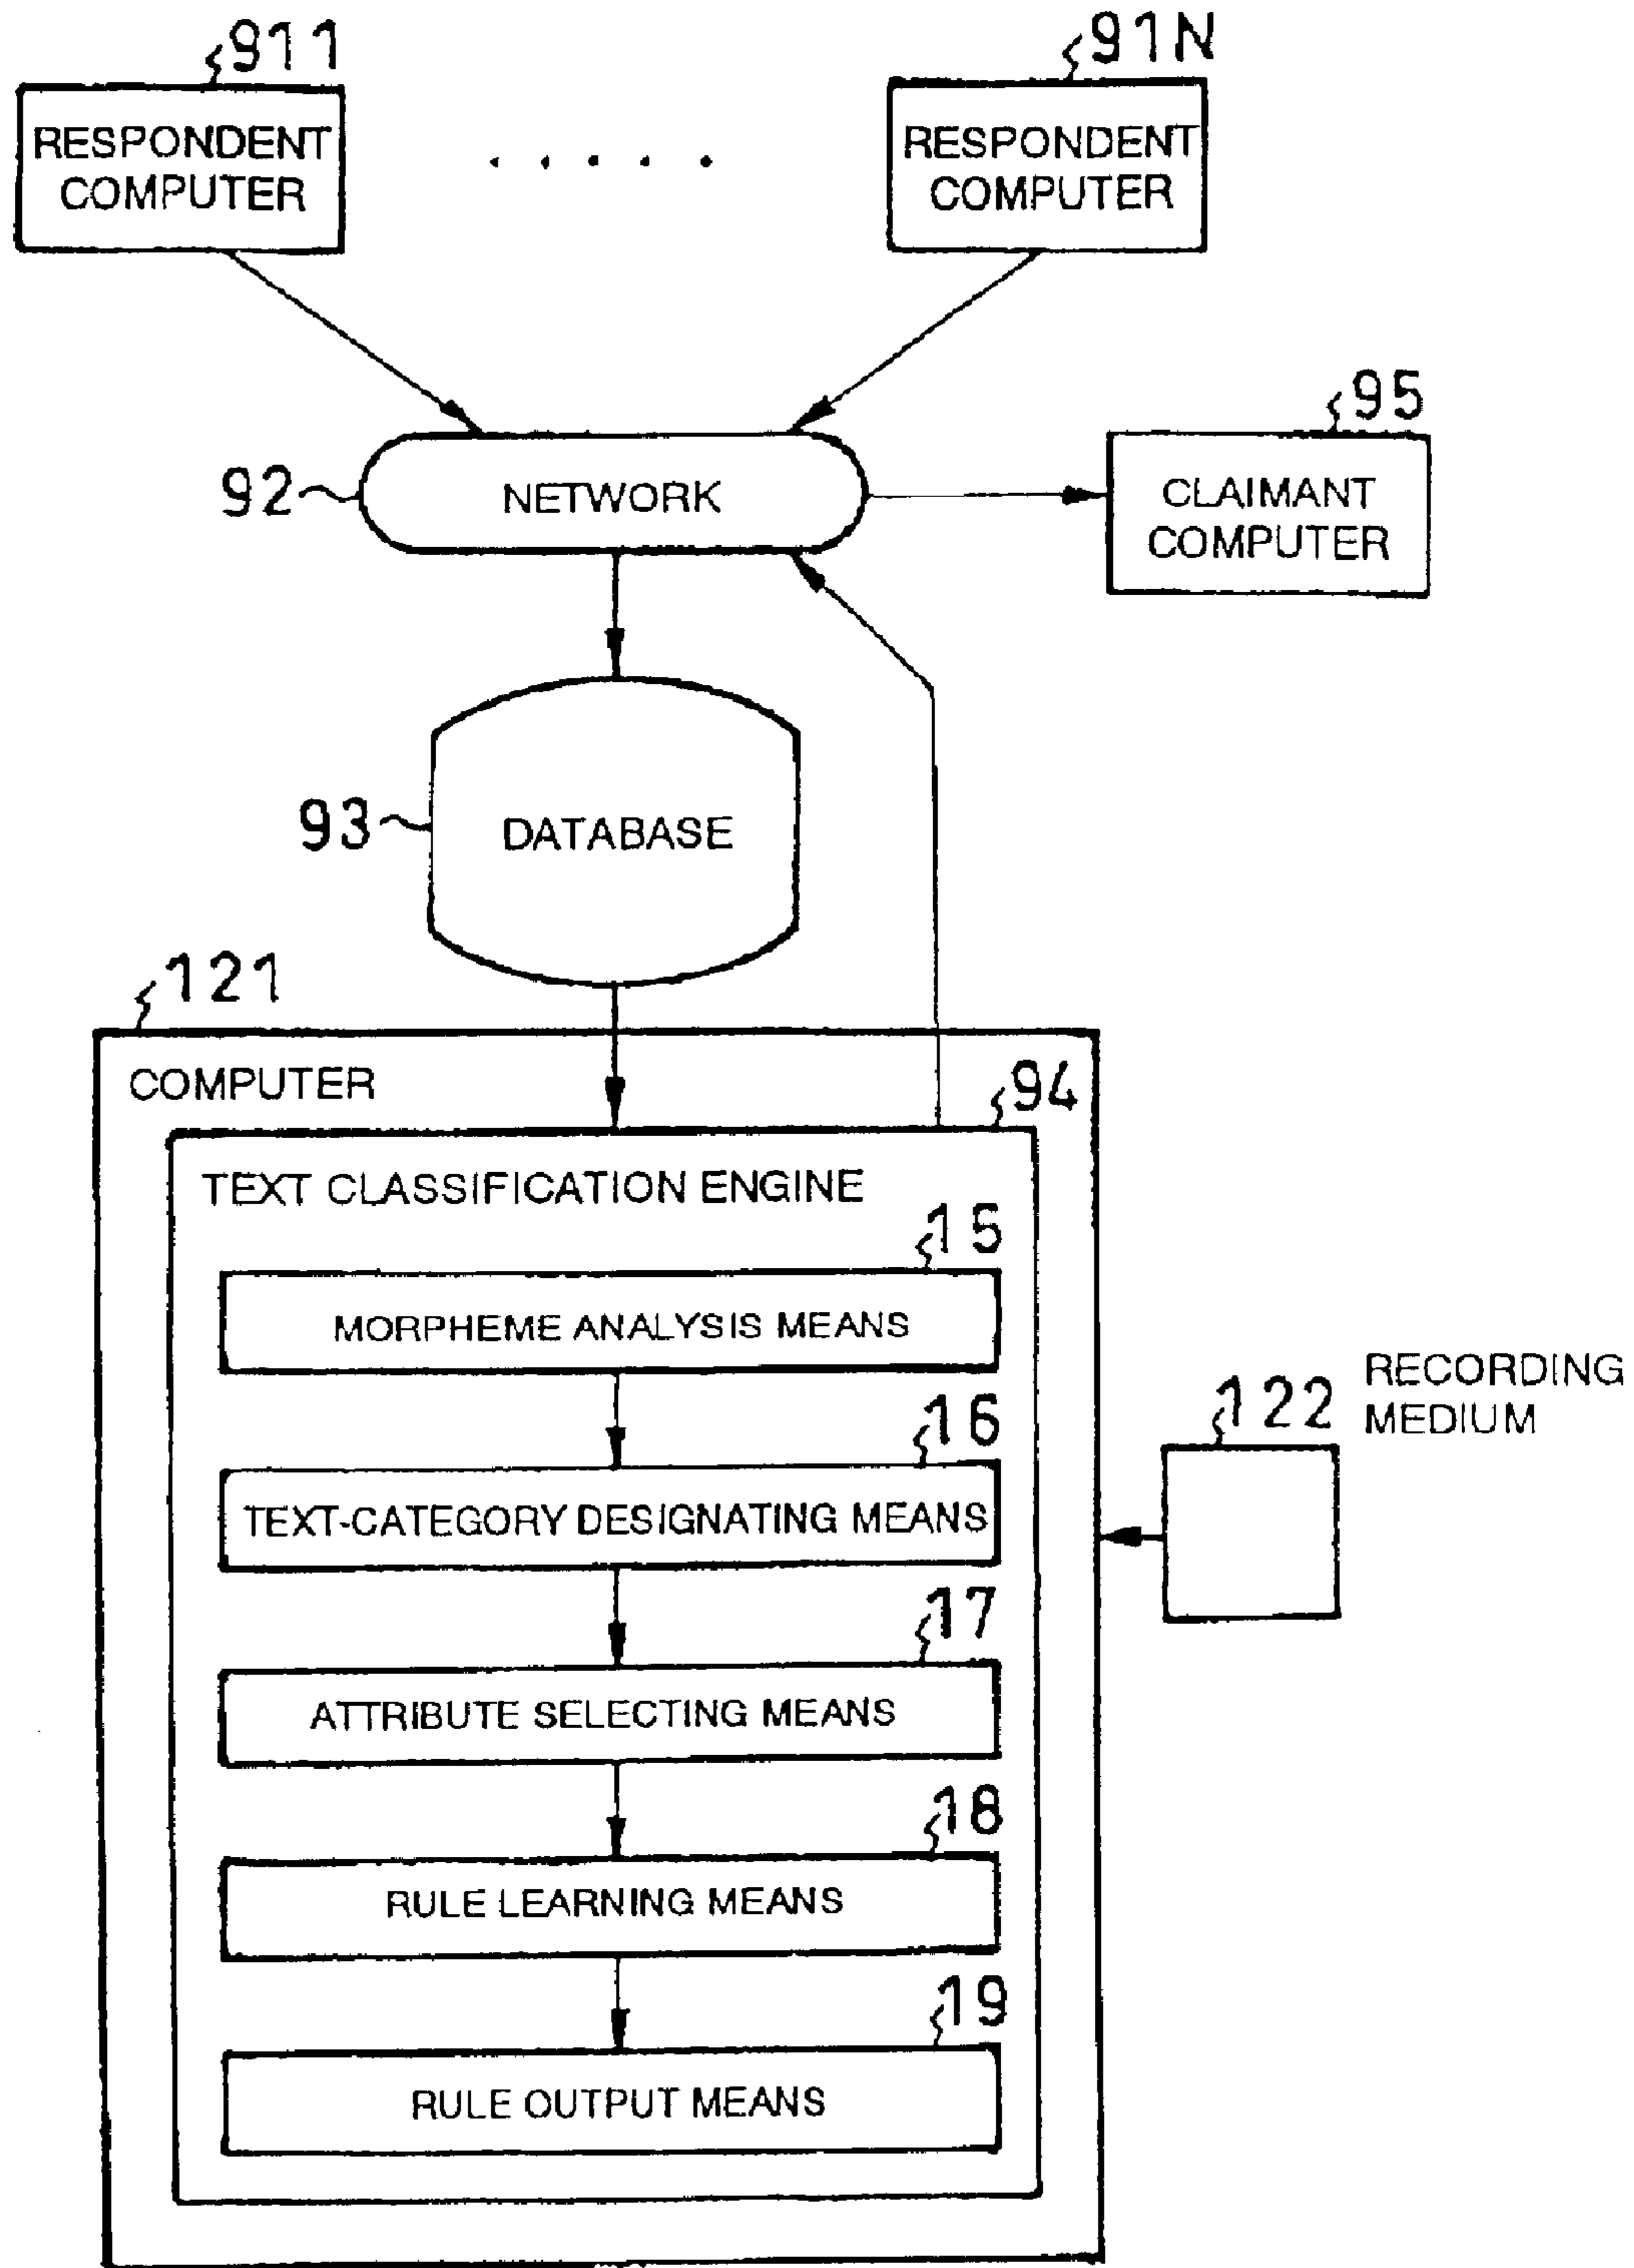 911
91N
RESPONDENT
COMPUTER
. . . . .
RESPONDENT
COMPUTER
95
92
NETWORK
CLAIMANT
COMPUTER
93
DATABASE
121
COMPUTER
94
TEXT CLASSIFICATION ENGINE
15
MORPHEME ANALYSIS MEANS
16
TEXT-CATEGORY DESIGNATING MEANS
17
ATTRIBUTE SELECTING MEANS
18
RULE LEARNING MEANS
19
RULE OUTPUT MEANS
122
RECORDING
MEDIUM